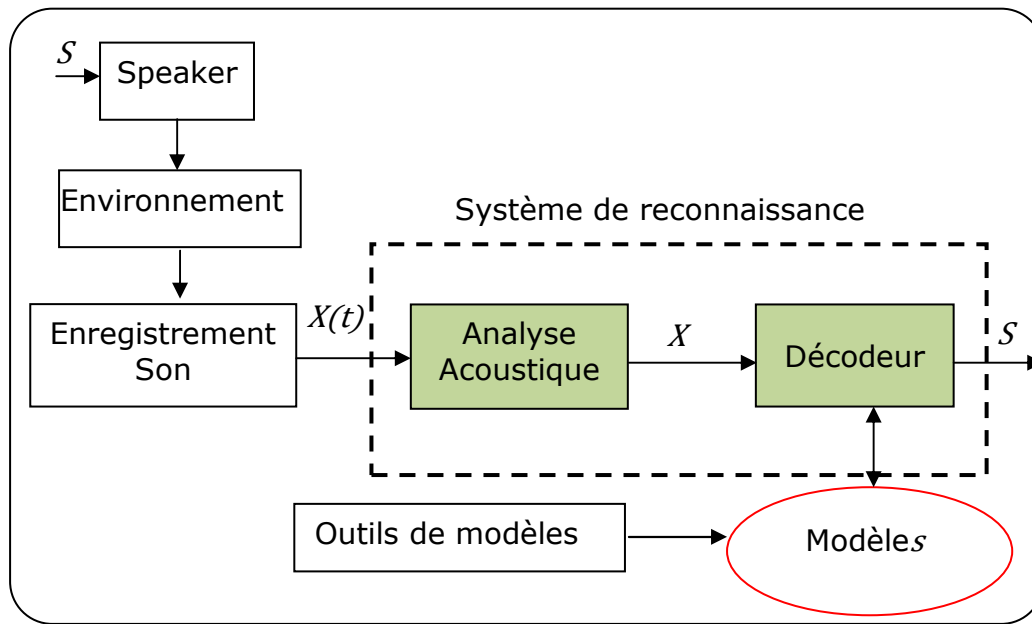 S
Speaker
Environnement
Système de reconnaissance
Enregistrement
Son
X(t)
Analyse
Acoustique
X
Décodeur
S
Outils de modèles
Modèles